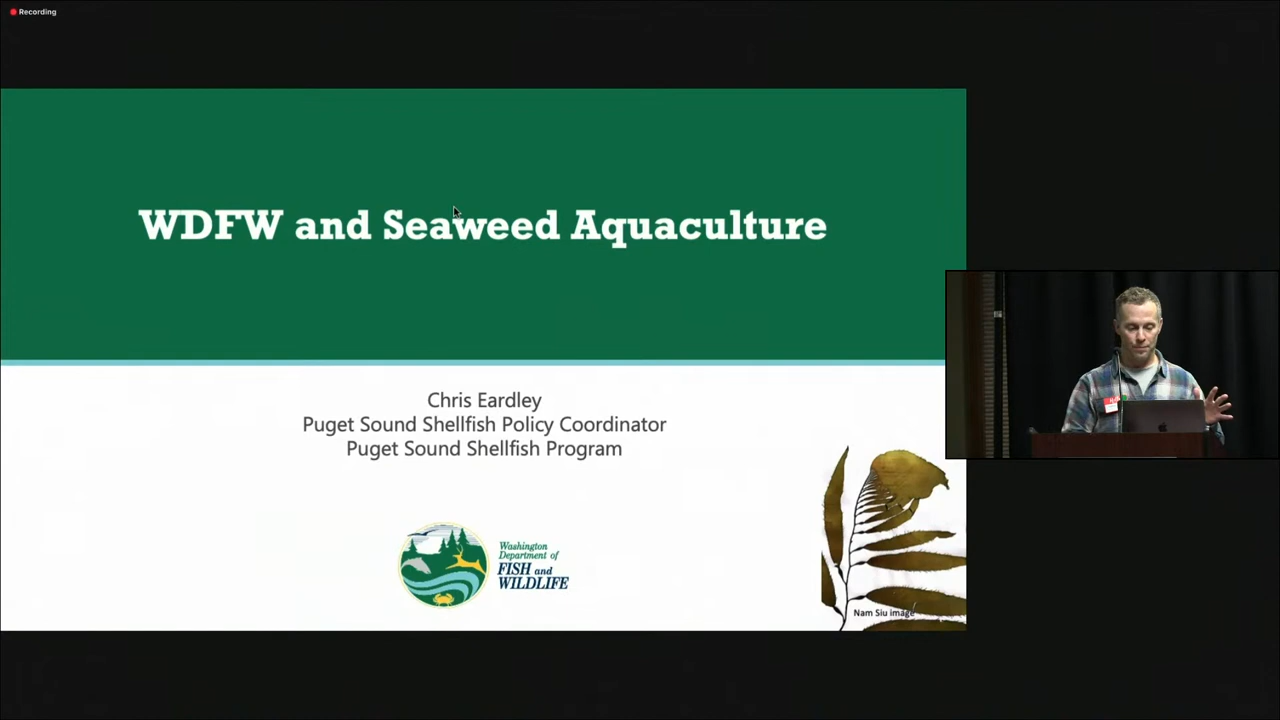 Recording
WDFW and Seaweed Aquaculture
Chris Eardley
Puget Sound Shellfish Policy Coordinator
Puget Sound Shellfish Program
Washington
Department of
FISH and
WILDLIFE
Nam Siu image